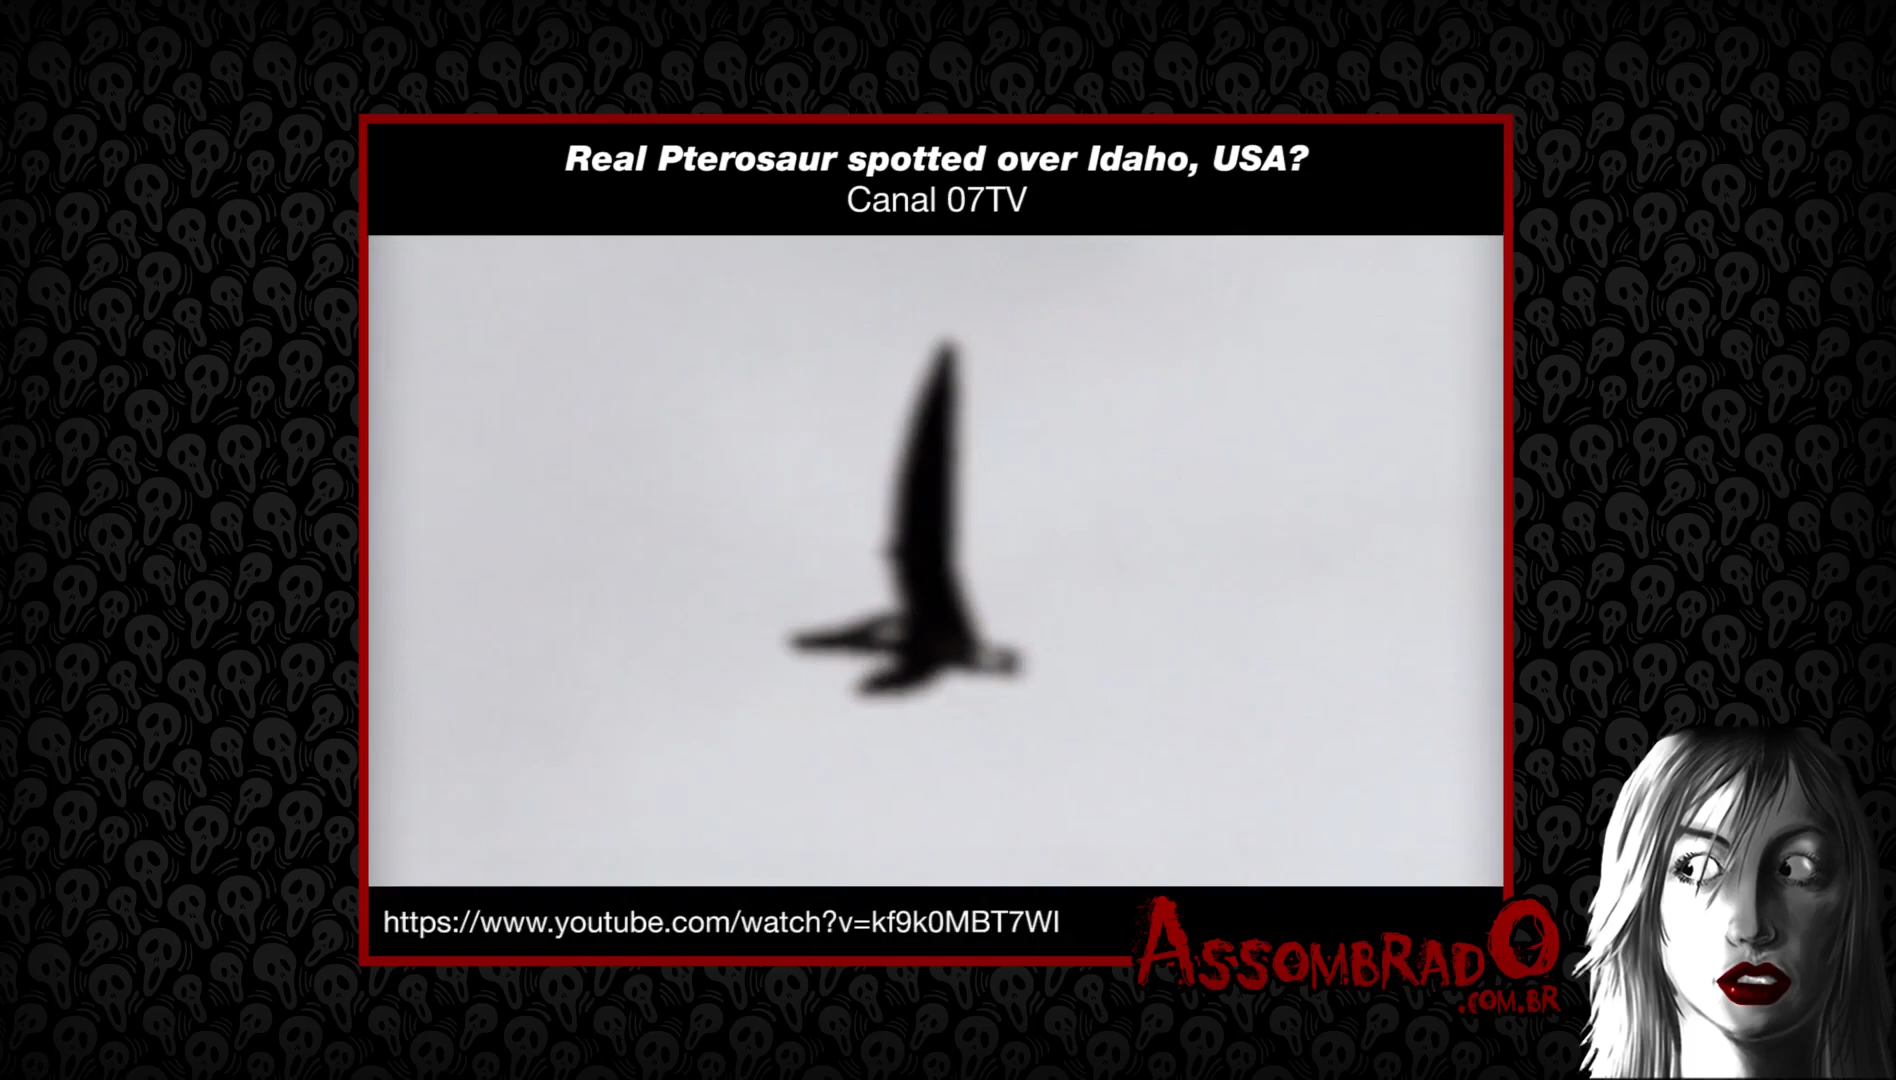 Real Pterosaur spotted over Idaho, USA?
Canal 07TV
https://www.youtube.com/watch?v=kf9k0MBT7WI
ASSOMBRADO
.COM.BR